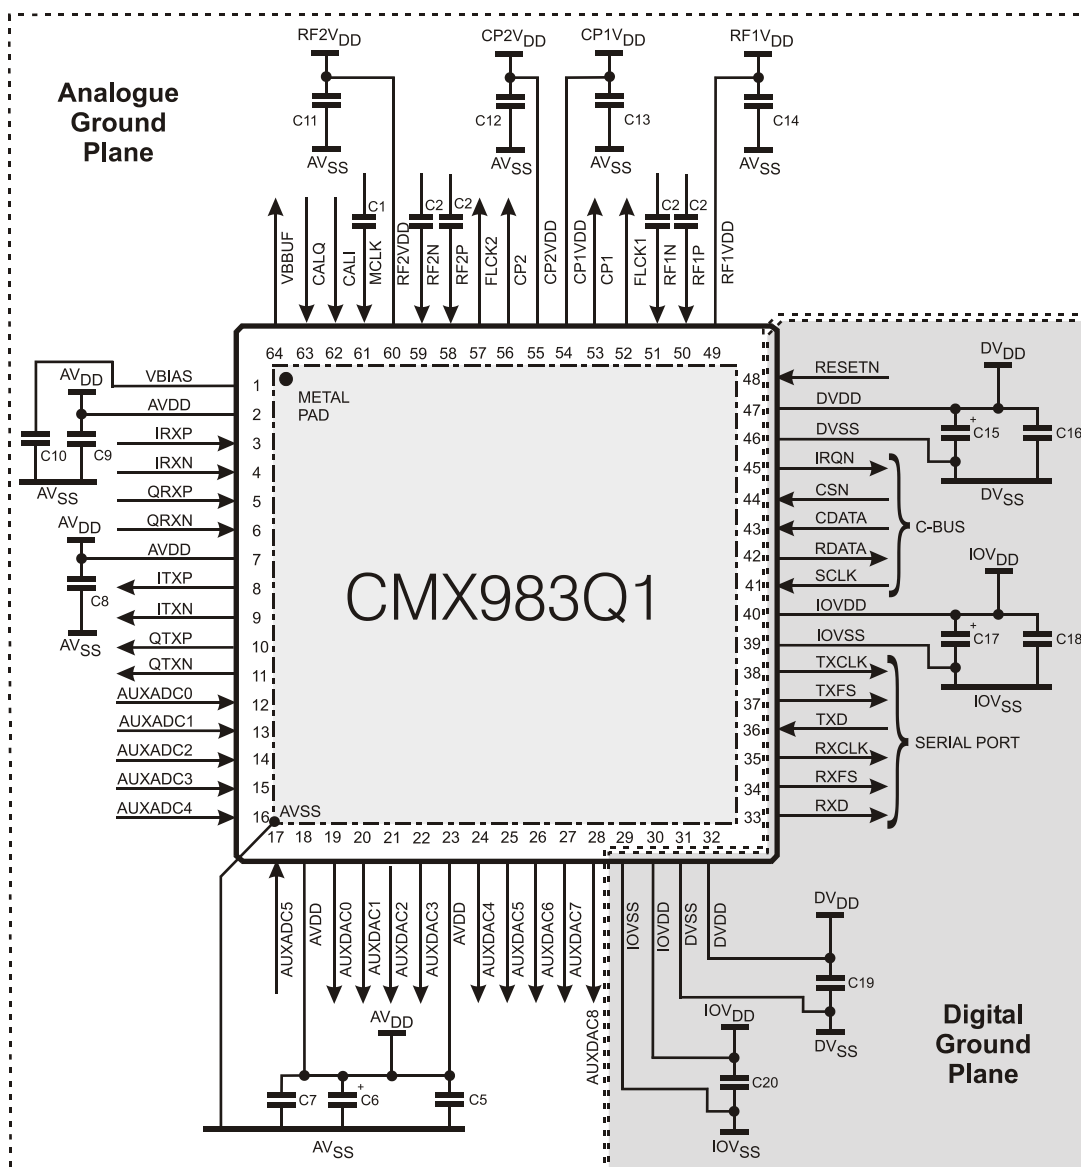 RF2VDD CP2VDD CP1VDD RF1VDD
Analogue
Ground
Plane
C11 C12 C13 C14
AVSS AVSS AVSS AVSS
C1 C2 C2 C2 C2
VBBUF CALQ CALI MCLK RF2VDD RF2N RF2P FLCK2 CP2 CP2VDD CP1VDD CP1 FLCK1 RF1N RF1P RF1VDD
64 63 62 61 60 59 58 57 56 55 54 53 52 51 50 49
METAL
PAD
CMX983Q1
AVDD
VBIAS 1
AVDD 2
IRXP 3
C10 C9
IRXN 4
AVSS
QRXP 5
AVDD
QRXN 6
AVDD 7
ITXP 8
C8
ITXN 9
AVSS
QTXP 10
QTXN 11
AUXADC0 12
AUXADC1 13
AUXADC2 14
AUXADC3 15
AUXADC4 16
AVSS
48 RESETN
DVDD
47 DVDD
46 DVSS
+ C15 C16
45 IRQN
44 CSN
DVSS
43 CDATA
C-BUS
42 RDATA
41 SCLK
IOVDD
40 IOVDD
39 IOVSS
+ C17 C18
38 TXCLK
37 TXFS
IOVSS
36 TXD
SERIAL PORT
35 RXCLK
34 RXFS
33 RXD
17 18 19 20 21 22 23 24 25 26 27 28 29 30 31 32
AUXADC5 AVDD AUXDAC0 AUXDAC1 AUXDAC2 AUXDAC3 AVDD AUXDAC4 AUXDAC5 AUXDAC6 AUXDAC7 AUXDAC8 IOVSS IOVDD DVSS DVDD
DVDD
C19
DVSS
AVDD
IOVDD
C20
IOVSS
C7 + C6 C5
AVSS
Digital
Ground
Plane